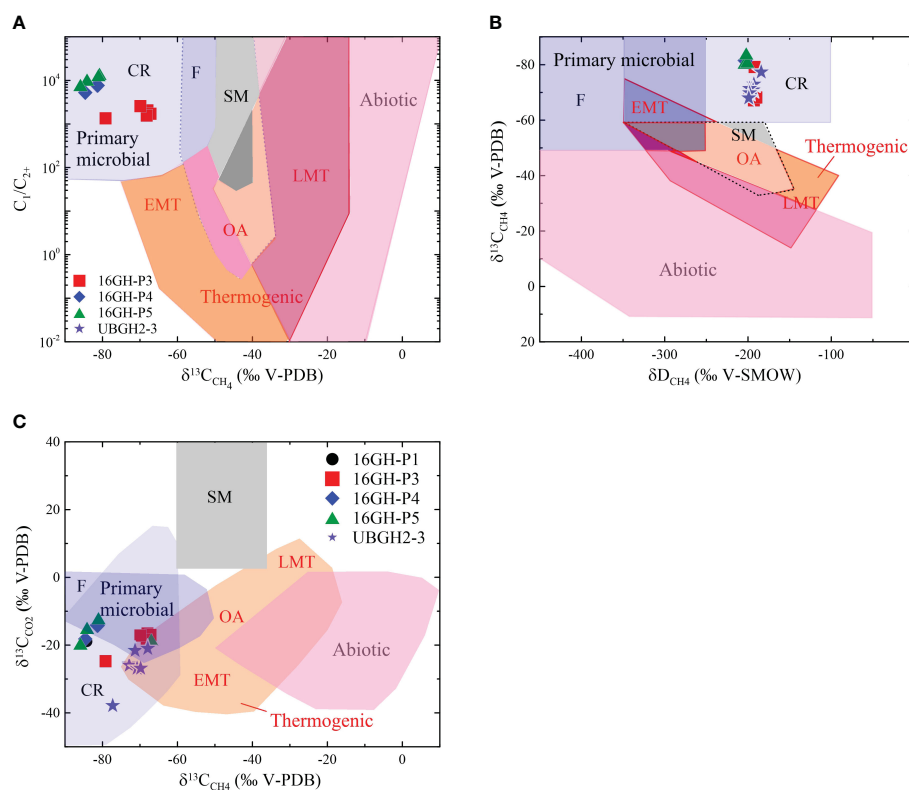 A
10⁴
10²
10⁰
10⁻²
C₁/C₂₊
CR
F
SM
Abiotic
Primary
microbial
LMT
EMT
OA
Thermogenic
16GH-P3
16GH-P4
16GH-P5
UBGH2-3
-80 -60 -40 -20 0
δ¹³C_CH₄ (‰ V-PDB)
B
-80
-60
-40
-20
0
20
δ¹³C_CH4 (‰ V-PDB)
Primary microbial
CR
F
EMT
SM
Thermogenic
OA
LMT
Abiotic
-400 -300 -200 -100
δD_CH4 (‰ V-SMOW)
C
40
20
0
-20
-40
δ¹³C_CO2 (‰ V-PDB)
SM
16GH-P1
16GH-P3
16GH-P4
16GH-P5
UBGH2-3
LMT
F
Primary
microbial
OA
Abiotic
EMT
CR
Thermogenic
-80 -60 -40 -20 0
δ¹³C_CH4 (‰ V-PDB)